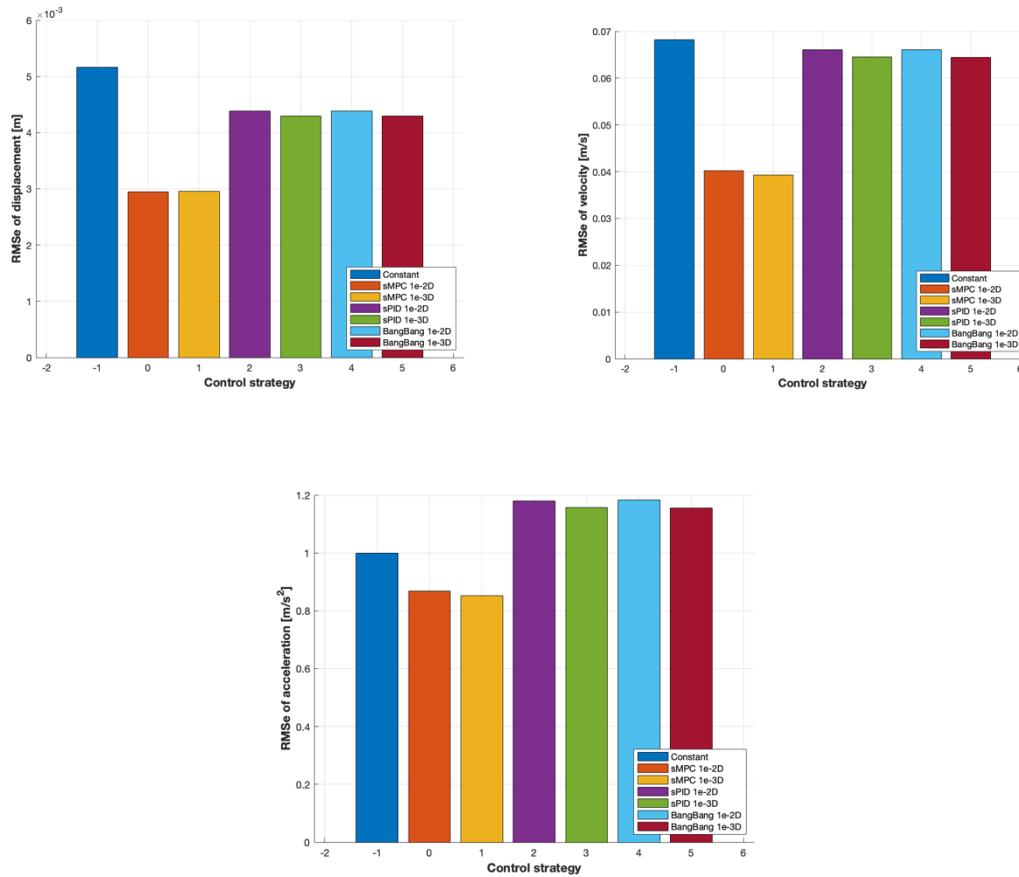 ×10⁻³
6
5
4
3
2
1
0
RMSe of displacement [m]
-2 -1 0 1 2 3 4 5 6
Control strategy
Constant
sMPC 1e-2D
sMPC 1e-3D
sPID 1e-2D
sPID 1e-3D
BangBang 1e-2D
BangBang 1e-3D
0.07
0.06
0.05
0.04
0.03
0.02
0.01
0
RMSe of velocity [m/s]
-2 -1 0 1 2 3 4 5 6
Control strategy
Constant
sMPC 1e-2D
sMPC 1e-3D
sPID 1e-2D
sPID 1e-3D
BangBang 1e-2D
BangBang 1e-3D
1.2
1
0.8
0.6
0.4
0.2
0
RMSe of acceleration [m/s²]
-2 -1 0 1 2 3 4 5 6
Control strategy
Constant
sMPC 1e-2D
sMPC 1e-3D
sPID 1e-2D
sPID 1e-3D
BangBang 1e-2D
BangBang 1e-3D